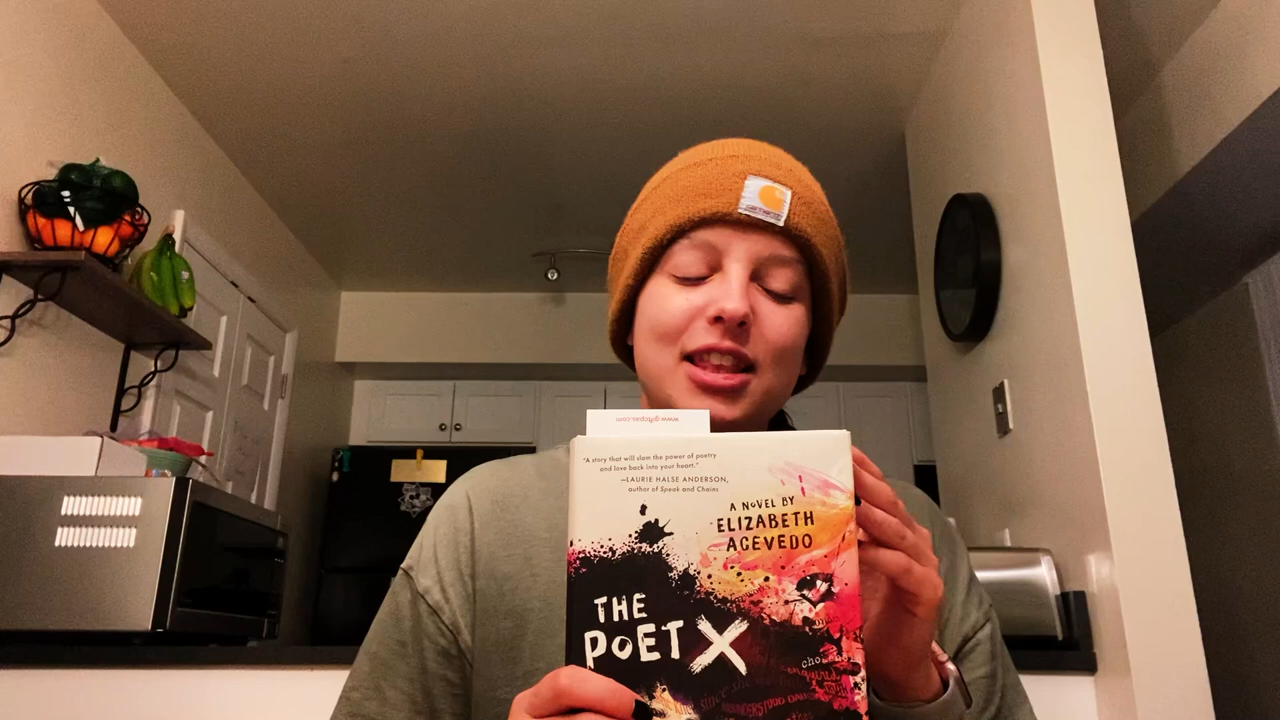 www.giftcpas.com
"A story that will slam the power of poetry
and love back into your heart."
—LAURIE HALSE ANDERSON,
author of Speak and Chains
A NOVEL BY
ELIZABETH
ACEVEDO
THE
POET X